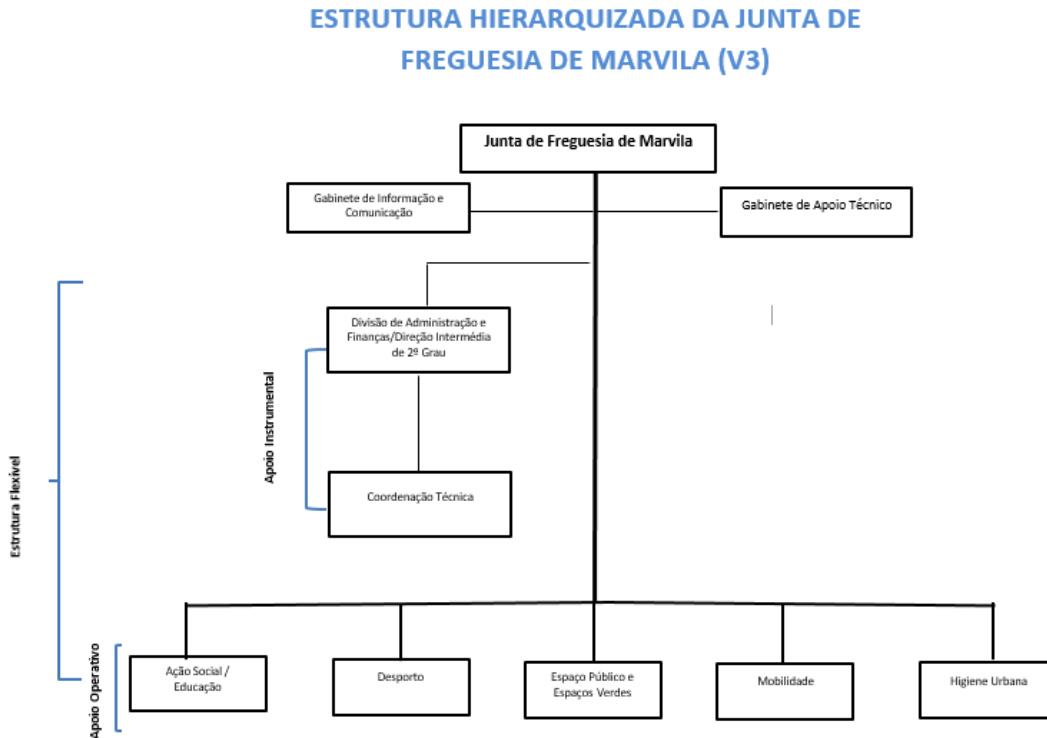 ESTRUTURA HIERARQUIZADA DA JUNTA DE
FREGUESIA DE MARVILA (V3)
Junta de Freguesia de Marvila
Gabinete de Informação e
Comunicação
Gabinete de Apoio Técnico
Divisão de Administração e
Finanças/Direção Intermédia
de 2º Grau
Apoio Instrumental
Coordenação Técnica
Estrutura Flexível
Apoio Operativo
Ação Social /
Educação
Desporto
Espaço Público e
Espaços Verdes
Mobilidade
Higiene Urbana